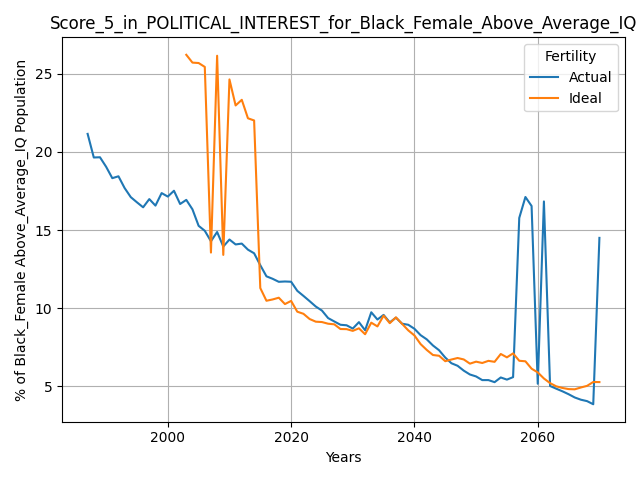 Score_5_in_POLITICAL_INTEREST_for_Black_Female_Above_Average_IQ
% of Black_Female Above_Average_IQ Population
25
20
15
10
5
Fertility
Actual
Ideal
2000 2020 2040 2060
Years